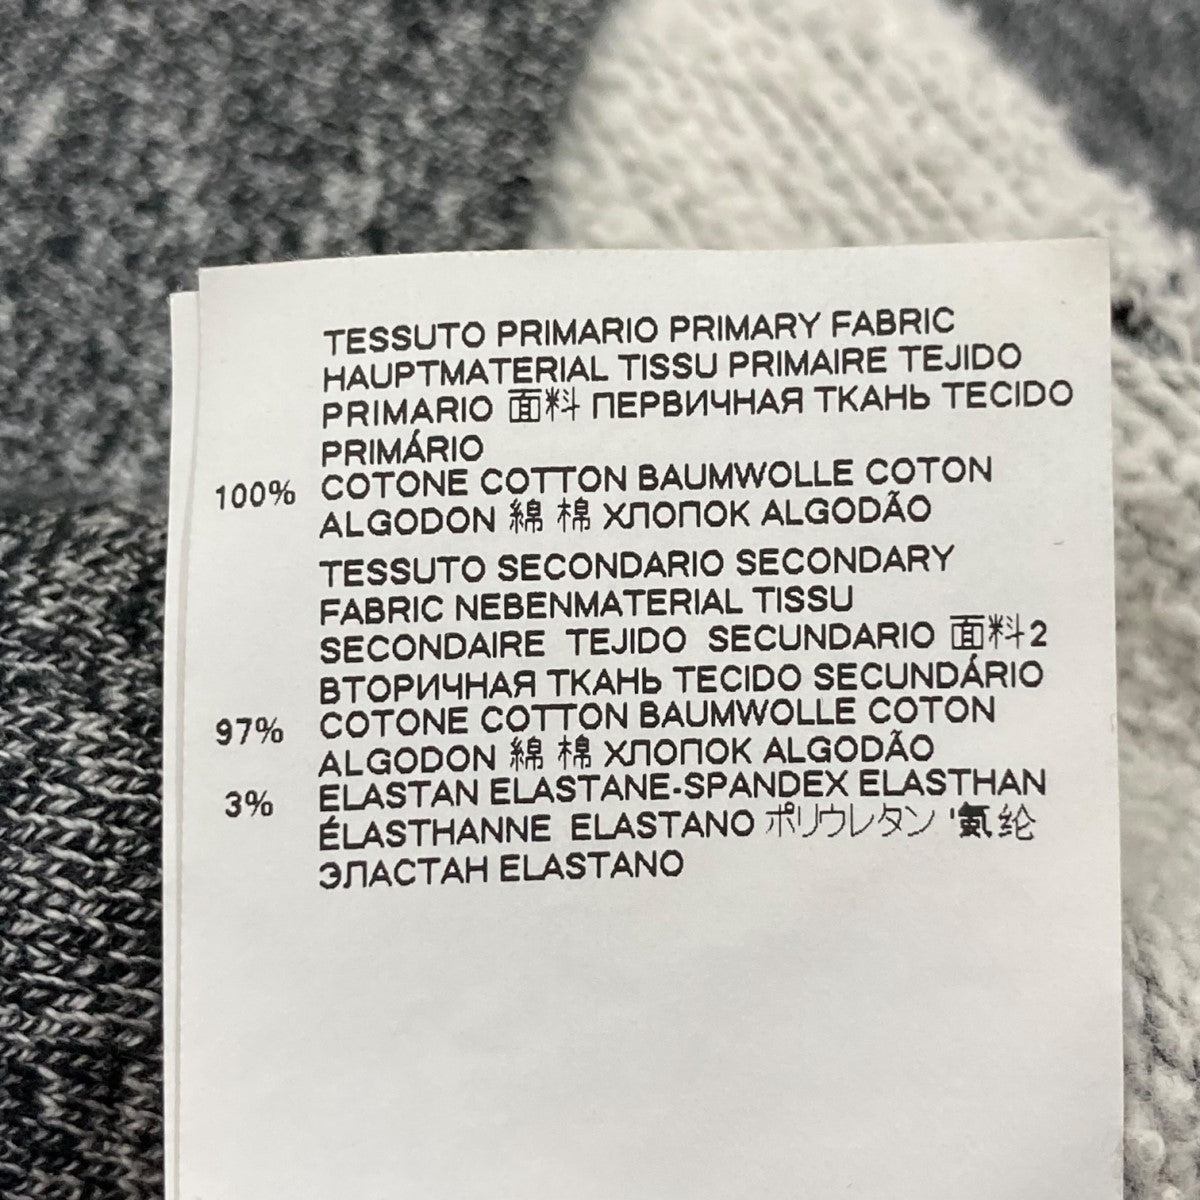 TESSUTO PRIMARIO PRIMARY FABRIC
HAUPTMATERIAL TISSU PRIMAIRE TEJIDO
PRIMARIO 面料 ПЕРВИЧНАЯ ТКАНЬ TECIDO
PRIMÁRIO
100% COTONE COTTON BAUMWOLLE COTON
ALGODON 綿 棉 ХЛОПОК ALGODÃO
TESSUTO SECONDARIO SECONDARY
FABRIC NEBENMATERIAL TISSU
SECONDAIRE TEJIDO SECUNDARIO 面料2
ВТОРИЧНАЯ ТКАНЬ TECIDO SECUNDÁRIO
97% COTONE COTTON BAUMWOLLE COTON
ALGODON 綿 棉 ХЛОПОК ALGODÃO
3% ELASTAN ELASTANE-SPANDEX ELASTHAN
ÉLASTHANNE ELASTANO ポリウレタン '氨纶
ЭЛАСТАН ELASTANO